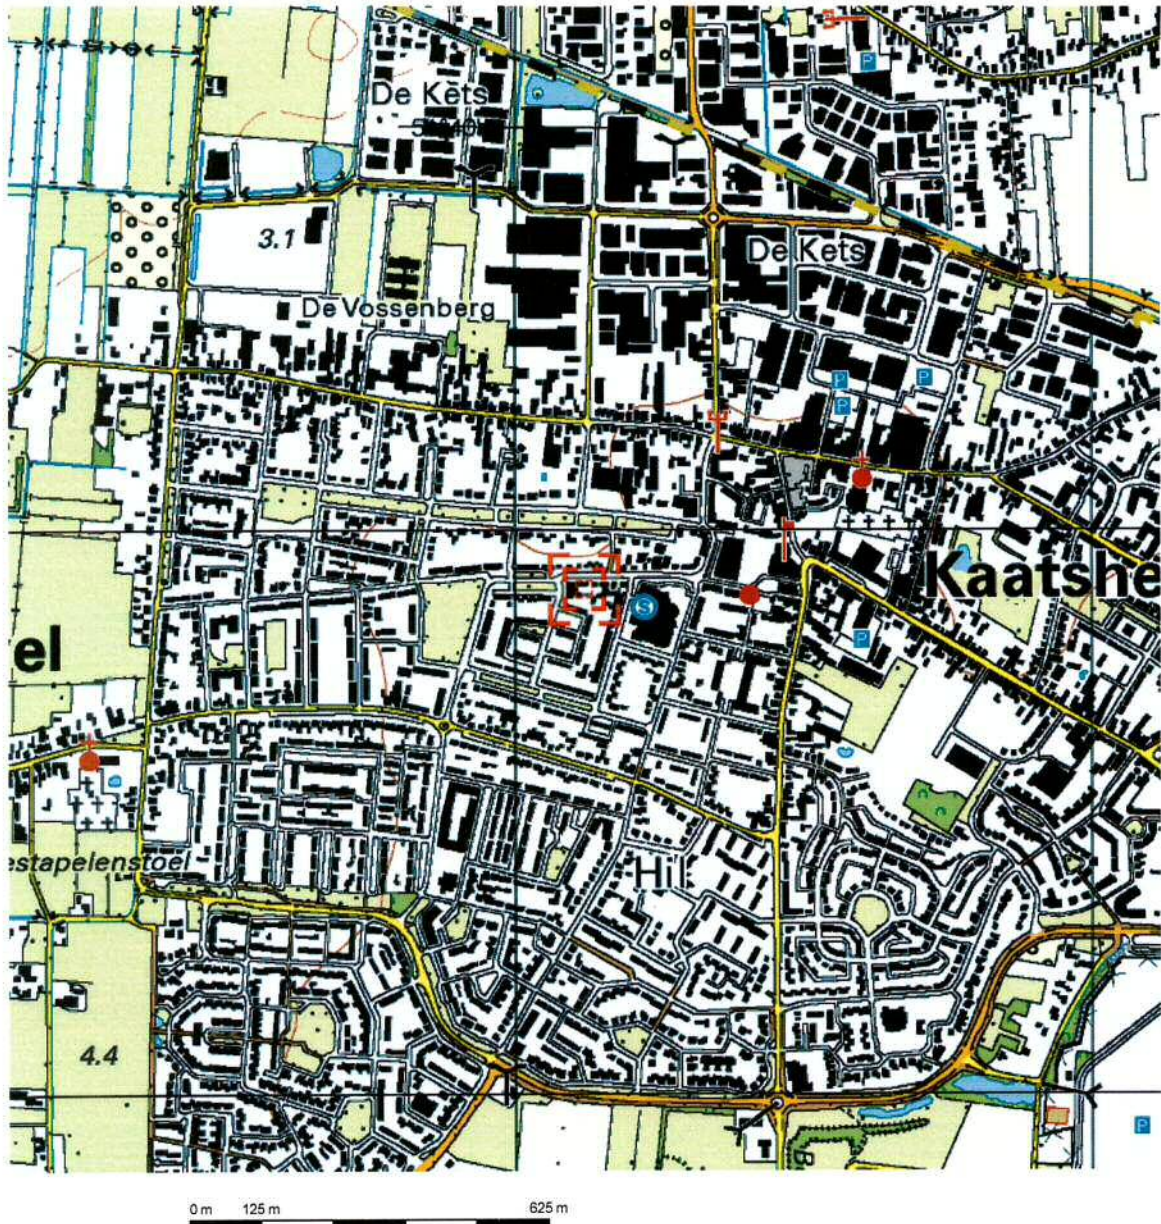 P
De Kets
3.1
De Kets
De Vossenberg
P
P
P
Kaatshe
S
el
P
estapelenstoel
Hil
4.4
P
B
0 m 125 m 625 m